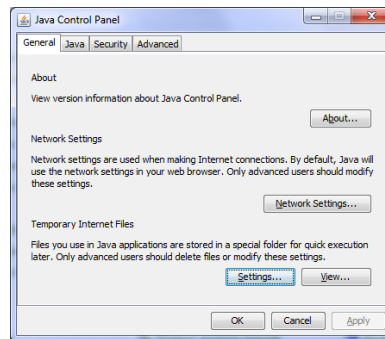 Java Control Panel
General Java Security Advanced
About
View version information about Java Control Panel.
About...
Network Settings
Network settings are used when making Internet connections. By default, Java will
use the network settings in your web browser. Only advanced users should modify
these settings.
Network Settings...
Temporary Internet Files
Files you use in Java applications are stored in a special folder for quick execution
later. Only advanced users should delete files or modify these settings.
Settings... View...
OK Cancel Apply